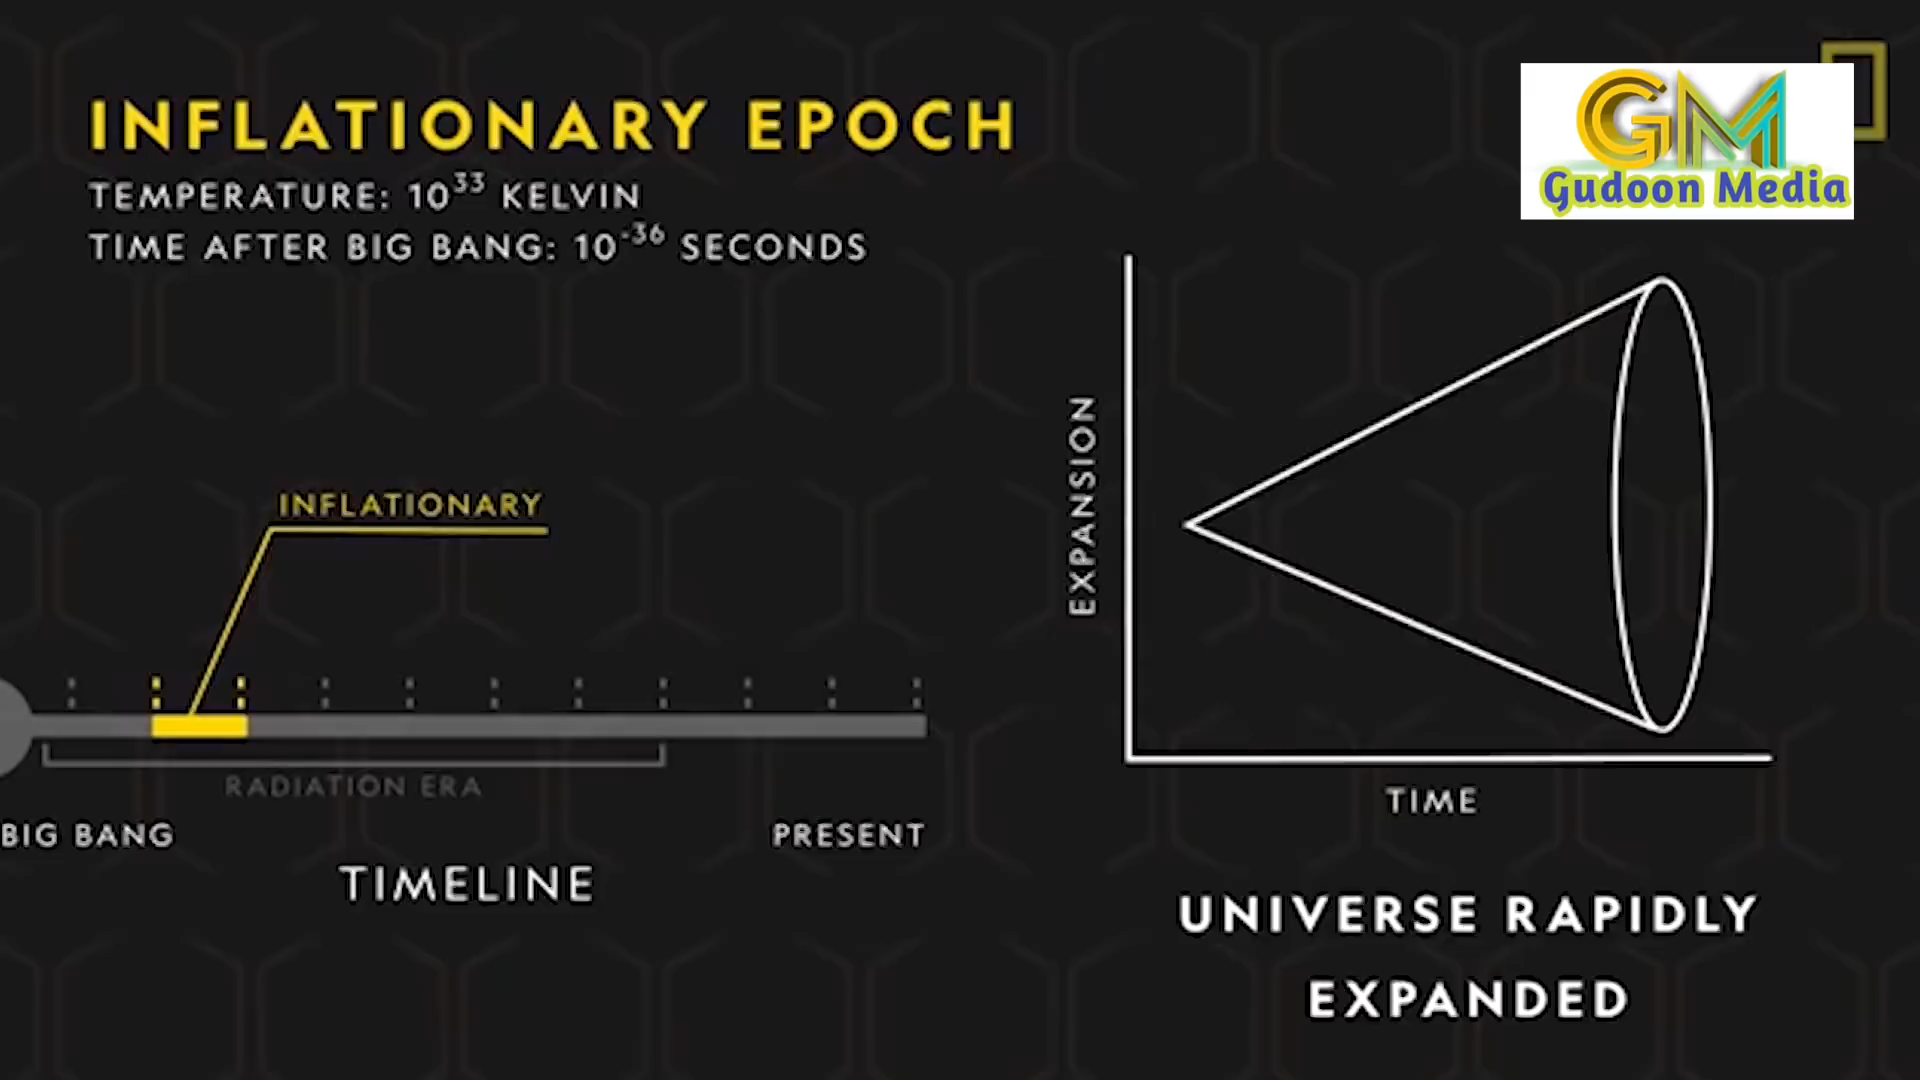 INFLATIONARY EPOCH
TEMPERATURE: 10³³ KELVIN
TIME AFTER BIG BANG: 10⁻³⁶ SECONDS
GM
Gudoon Media
INFLATIONARY
RADIATION ERA
BIG BANG
PRESENT
TIMELINE
EXPANSION
TIME
UNIVERSE RAPIDLY
EXPANDED